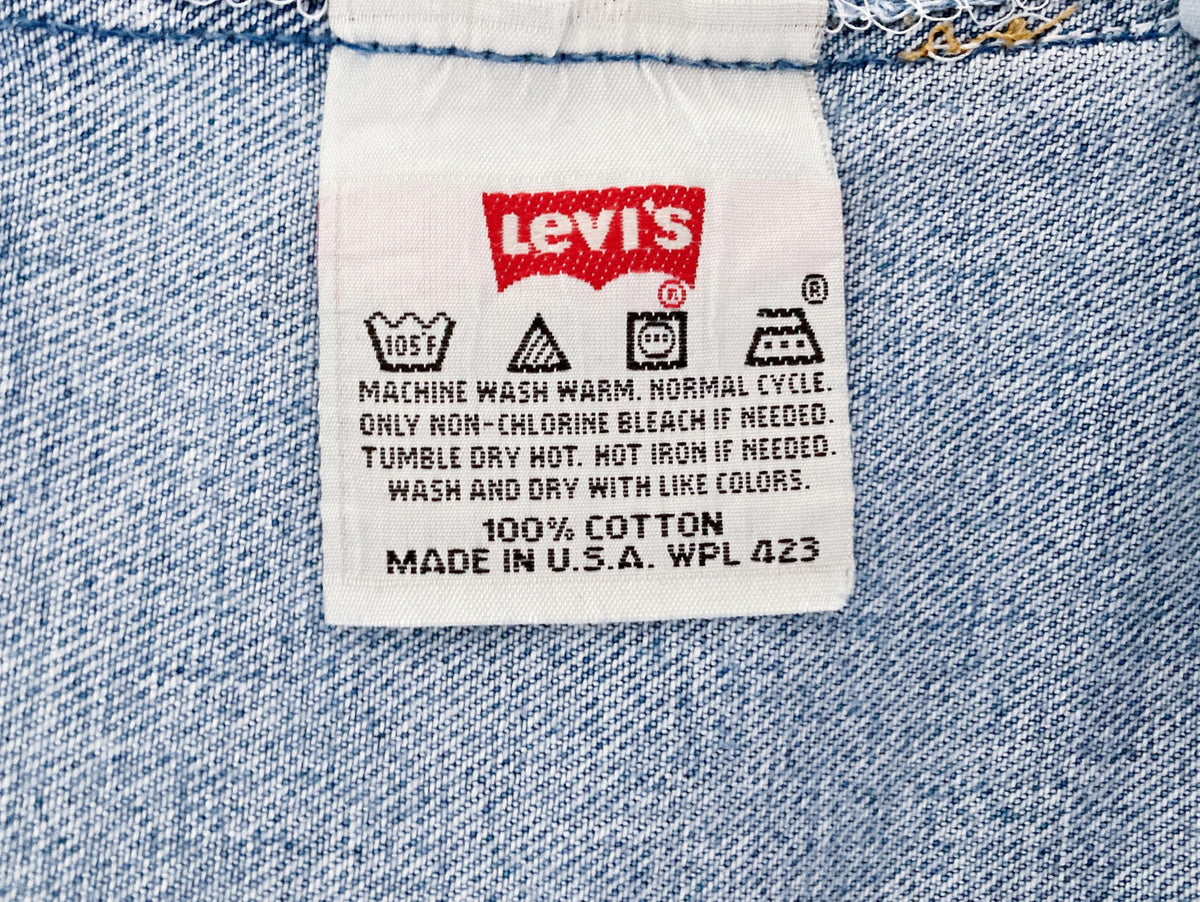 Levi's
®
®
105°F
MACHINE WASH WARM. NORMAL CYCLE.
ONLY NON-CHLORINE BLEACH IF NEEDED.
TUMBLE DRY HOT. HOT IRON IF NEEDED.
WASH AND DRY WITH LIKE COLORS.
100% COTTON
MADE IN U.S.A. WPL 423